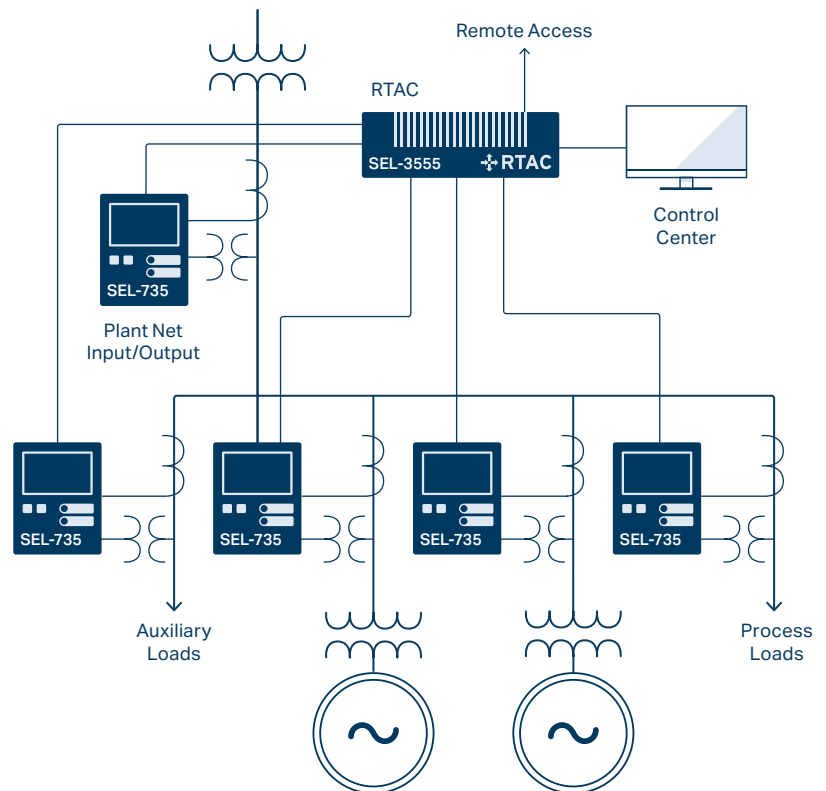 Remote Access
RTAC
SEL-3555
RTAC
Control
Center
SEL-735
Plant Net
Input/Output
SEL-735
SEL-735
SEL-735
SEL-735
Auxiliary
Loads
Process
Loads